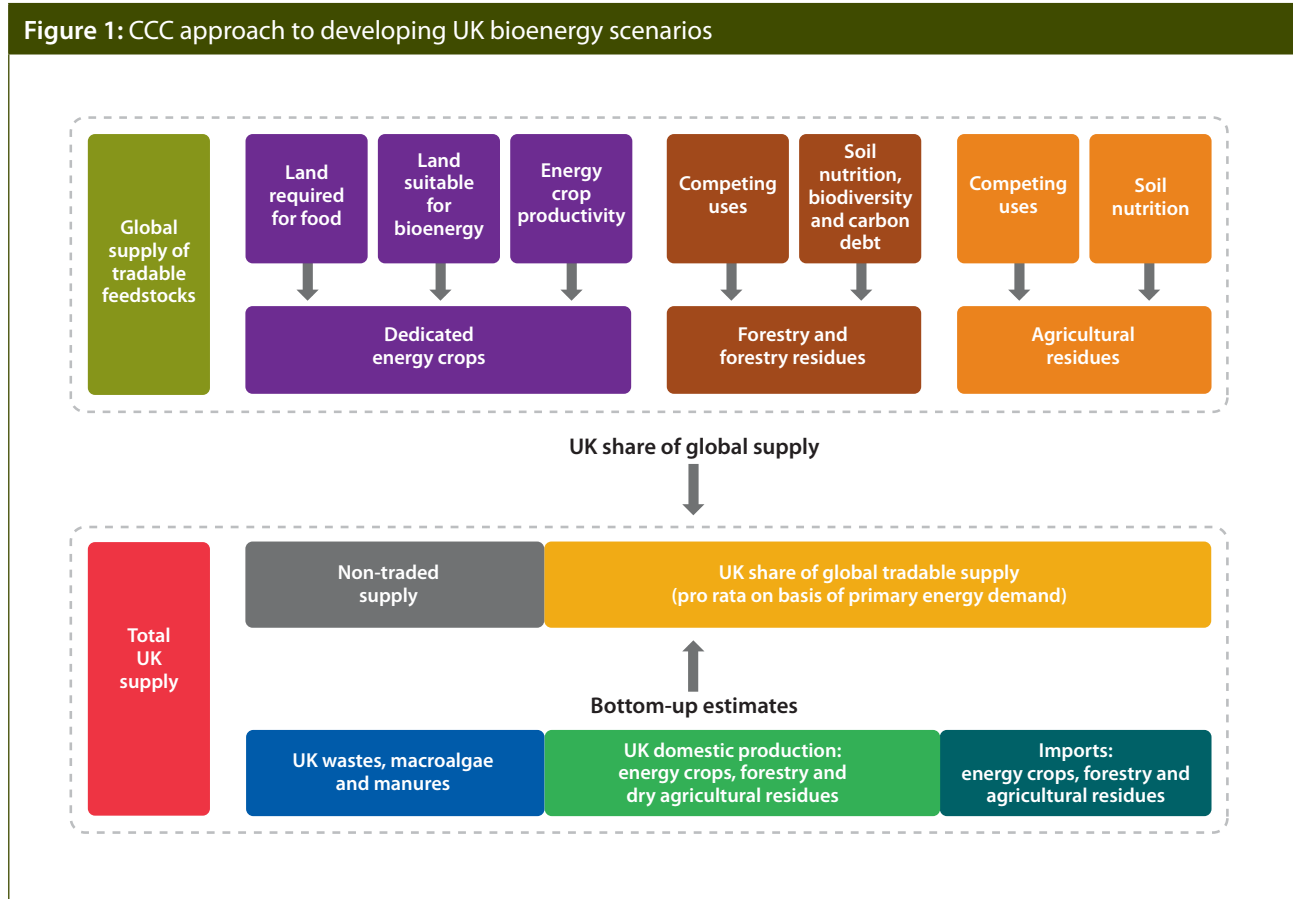 Figure 1: CCC approach to developing UK bioenergy scenarios
Global
supply of
tradable
feedstocks
Land
required
for food
Land
suitable
for
bioenergy
Energy
crop
productivity
Competing
uses
Soil
nutrition,
biodiversity
and carbon
debt
Competing
uses
Soil
nutrition
Dedicated
energy crops
Forestry and
forestry residues
Agricultural
residues
UK share of global supply
Total
UK
supply
Non-traded
supply
UK share of global tradable supply
(pro rata on basis of primary energy demand)
Bottom-up estimates
UK wastes, macroalgae
and manures
UK domestic production:
energy crops, forestry and
dry agricultural residues
Imports:
energy crops, forestry and
agricultural residues